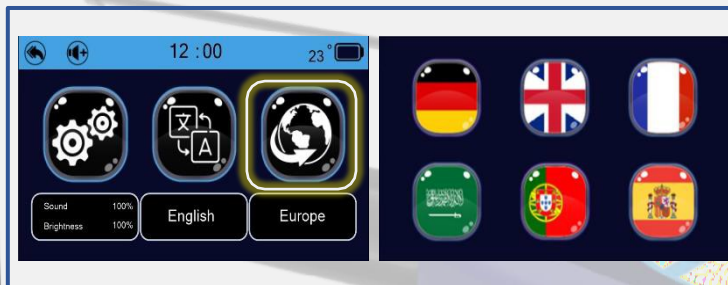 12 : 00
23°
文
A
Sound 100%
Brightness 100%
English
Europe